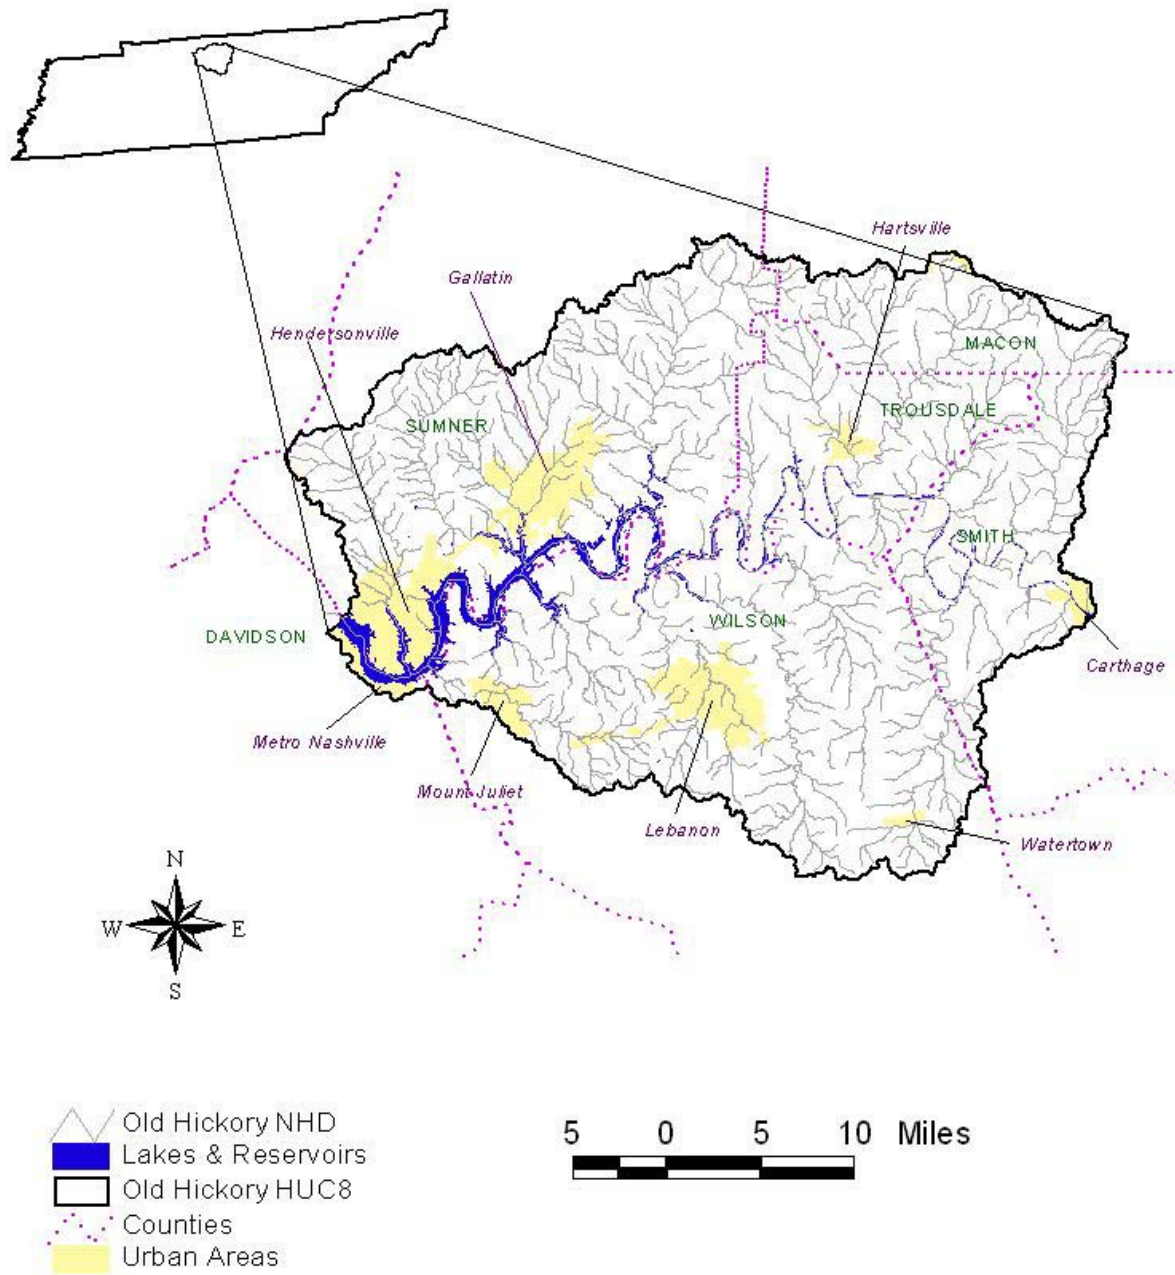 Hartsville
Gallatin
Hendersonville
MACON
TROUSDALE
SUMNER
SMITH
WILSON
DAVIDSON
Carthage
Metro Nashville
Mount Juliet
Lebanon
Watertown
N
W E
S
Old Hickory NHD
Lakes & Reservoirs
Old Hickory HUC8
Counties
Urban Areas
5 0 5 10 Miles